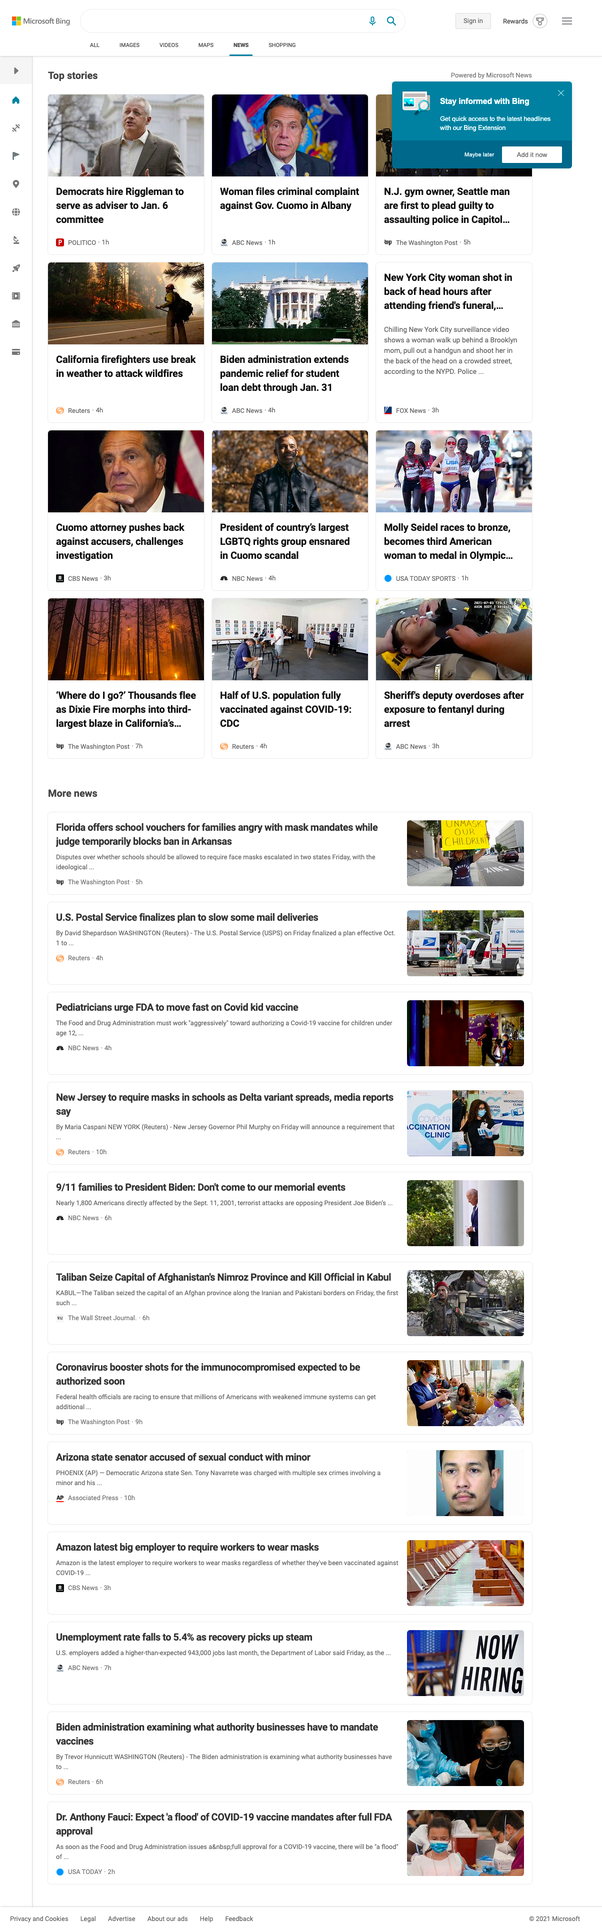 Microsoft Bing
Sign in
Rewards
ALL
IMAGES
VIDEOS
MAPS
NEWS
SHOPPING
Top stories
Powered by Microsoft News
Stay informed with Bing
Get quick access to the latest headlines
with our Bing Extension
Maybe later
Add it now
Democrats hire Riggleman to
serve as adviser to Jan. 6
committee
POLITICO · 1h
Woman files criminal complaint
against Gov. Cuomo in Albany
ABC News · 1h
N.J. gym owner, Seattle man
are first to plead guilty to
assaulting police in Capitol...
The Washington Post · 5h
California firefighters use break
in weather to attack wildfires
Reuters · 4h
Biden administration extends
pandemic relief for student
loan debt through Jan. 31
ABC News · 4h
New York City woman shot in
back of head hours after
attending friend's funeral,...
Chilling New York City surveillance video
shows a woman walk up behind a Brooklyn
mom, pull out a handgun and shoot her in
the back of the head on a crowded street,
according to the NYPD. Police ...
FOX News · 3h
Cuomo attorney pushes back
against accusers, challenges
investigation
CBS News · 3h
President of country's largest
LGBTQ rights group ensnared
in Cuomo scandal
NBC News · 4h
Molly Seidel races to bronze,
becomes third American
woman to medal in Olympic...
USA TODAY SPORTS · 1h
'Where do I go?' Thousands flee
as Dixie Fire morphs into third-
largest blaze in California's...
The Washington Post · 7h
Half of U.S. population fully
vaccinated against COVID-19:
CDC
Reuters · 4h
Sheriff's deputy overdoses after
exposure to fentanyl during
arrest
ABC News · 3h
More news
Florida offers school vouchers for families angry with mask mandates while
judge temporarily blocks ban in Arkansas
Disputes over whether schools should be allowed to require face masks escalated in two states Friday, with the
ideological ...
The Washington Post · 5h
UNMASK
OUR
CHILDREN
XING
U.S. Postal Service finalizes plan to slow some mail deliveries
By David Shepardson WASHINGTON (Reuters) - The U.S. Postal Service (USPS) on Friday finalized a plan effective Oct.
1 to ...
Reuters · 4h
Pediatricians urge FDA to move fast on Covid kid vaccine
The Food and Drug Administration must work "aggressively" toward authorizing a Covid-19 vaccine for children under
age 12, ...
NBC News · 4h
New Jersey to require masks in schools as Delta variant spreads, media reports
say
By Maria Caspani NEW YORK (Reuters) - New Jersey Governor Phil Murphy on Friday will announce a requirement that
...
Reuters · 10h
COVID-19
ACCINATION
CLINIC
9/11 families to President Biden: Don't come to our memorial events
Nearly 1,800 Americans directly affected by the Sept. 11, 2001, terrorist attacks are opposing President Joe Biden's ...
NBC News · 6h
Taliban Seize Capital of Afghanistan's Nimroz Province and Kill Official in Kabul
KABUL—The Taliban seized the capital of an Afghan province along the Iranian and Pakistani borders on Friday, the first
such ...
The Wall Street Journal. · 6h
Coronavirus booster shots for the immunocompromised expected to be
authorized soon
Federal health officials are racing to ensure that millions of Americans with weakened immune systems can get
additional ...
The Washington Post · 9h
Arizona state senator accused of sexual conduct with minor
PHOENIX (AP) — Democratic Arizona state Sen. Tony Navarrete was charged with multiple sex crimes involving a
minor and his ...
AP Associated Press · 10h
Amazon latest big employer to require workers to wear masks
Amazon is the latest employer to require workers to wear masks regardless of whether they've been vaccinated against
COVID-19 ...
CBS News · 3h
Unemployment rate falls to 5.4% as recovery picks up steam
U.S. employers added a higher-than-expected 943,000 jobs last month, the Department of Labor said Friday, as the ...
ABC News · 7h
NOW
HIRING
Biden administration examining what authority businesses have to mandate
vaccines
By Trevor Hunnicutt WASHINGTON (Reuters) - The Biden administration is examining what authority businesses have
to ...
Reuters · 6h
Dr. Anthony Fauci: Expect 'a flood' of COVID-19 vaccine mandates after full FDA
approval
As soon as the Food and Drug Administration issues a&nbsp;full approval for a COVID-19 vaccine, there will be "a flood"
of ...
USA TODAY · 2h
Privacy and Cookies
Legal
Advertise
About our ads
Help
Feedback
© 2021 Microsoft